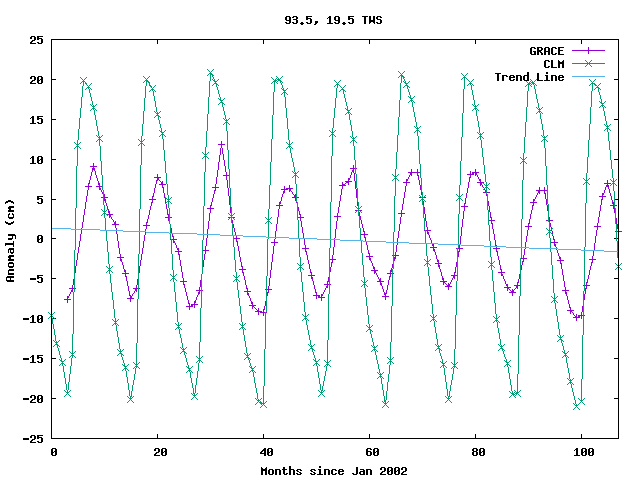 93.5, 19.5 TWS
GRACE
CLM
Trend Line
Anomaly (cm)
25
20
15
10
5
0
-5
-10
-15
-20
-25
0 20 40 60 80 100
Months since Jan 2002